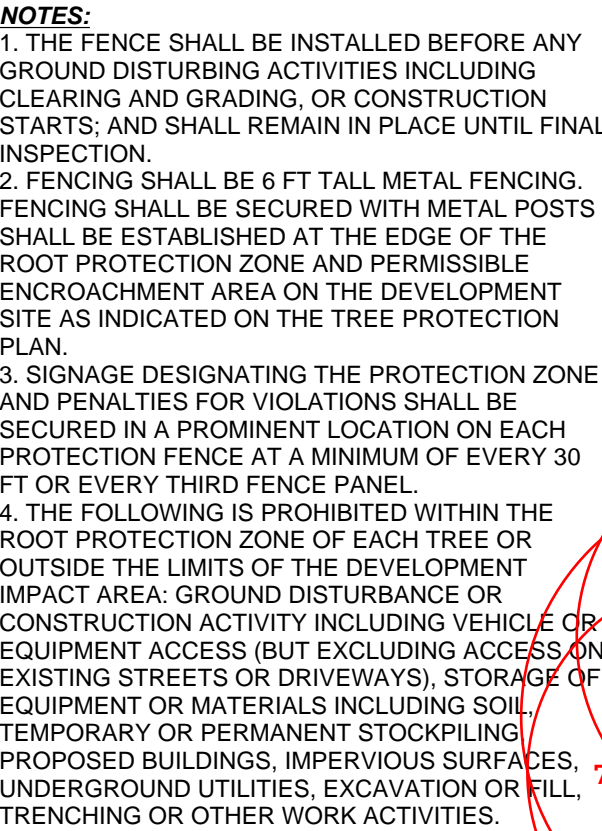 NOTES:
1. THE FENCE SHALL BE INSTALLED BEFORE ANY
GROUND DISTURBING ACTIVITIES INCLUDING
CLEARING AND GRADING, OR CONSTRUCTION
STARTS; AND SHALL REMAIN IN PLACE UNTIL FINAL
INSPECTION.
2. FENCING SHALL BE 6 FT TALL METAL FENCING.
FENCING SHALL BE SECURED WITH METAL POSTS
SHALL BE ESTABLISHED AT THE EDGE OF THE
ROOT PROTECTION ZONE AND PERMISSIBLE
ENCROACHMENT AREA ON THE DEVELOPMENT
SITE AS INDICATED ON THE TREE PROTECTION
PLAN.
3. SIGNAGE DESIGNATING THE PROTECTION ZONE
AND PENALTIES FOR VIOLATIONS SHALL BE
SECURED IN A PROMINENT LOCATION ON EACH
PROTECTION FENCE AT A MINIMUM OF EVERY 30
FT OR EVERY THIRD FENCE PANEL.
4. THE FOLLOWING IS PROHIBITED WITHIN THE
ROOT PROTECTION ZONE OF EACH TREE OR
OUTSIDE THE LIMITS OF THE DEVELOPMENT
IMPACT AREA: GROUND DISTURBANCE OR
CONSTRUCTION ACTIVITY INCLUDING VEHICLE OR
EQUIPMENT ACCESS (BUT EXCLUDING ACCESS ON
EXISTING STREETS OR DRIVEWAYS), STORAGE OF
EQUIPMENT OR MATERIALS INCLUDING SOIL,
TEMPORARY OR PERMANENT STOCKPILING,
PROPOSED BUILDINGS, IMPERVIOUS SURFACES,
UNDERGROUND UTILITIES, EXCAVATION OR FILL,
TRENCHING OR OTHER WORK ACTIVITIES.